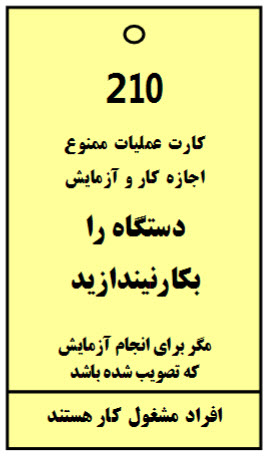 210
کارت عملیات ممنوع
اجازه کار و آزمایش
دستگاه را
بکارنیندازید
مگر برای انجام آزمایش
که تصویب شده باشد
افراد مشغول کار هستند